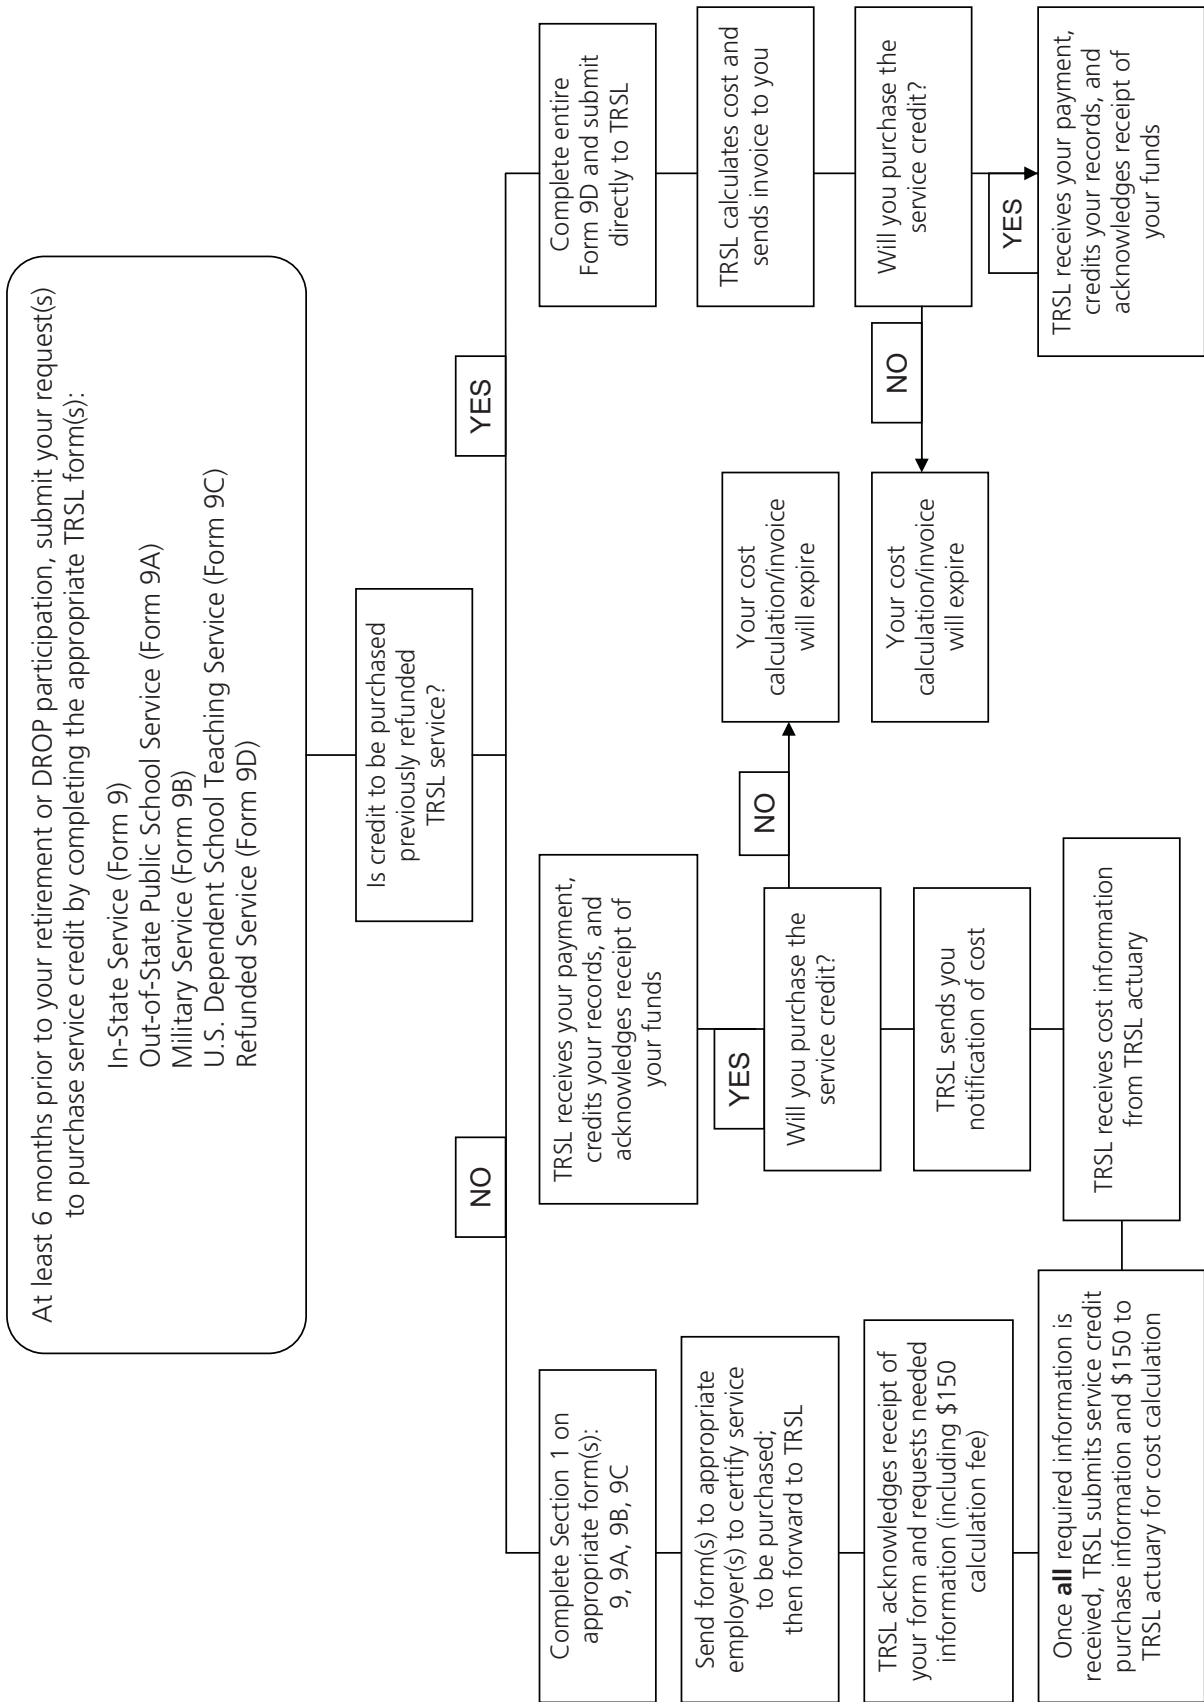 At least 6 months prior to your retirement or DROP participation, submit your request(s)
to purchase service credit by completing the appropriate TRSL form(s):
In-State Service (Form 9)
Out-of-State Public School Service (Form 9A)
Military Service (Form 9B)
U.S. Dependent School Teaching Service (Form 9C)
Refunded Service (Form 9D)
Is credit to be purchased
previously refunded
TRSL service?
NO
Complete Section 1 on
appropriate form(s):
9, 9A, 9B, 9C
Send form(s) to appropriate
employer(s) to certify service
to be purchased;
then forward to TRSL
TRSL acknowledges receipt of
your form and requests needed
information (including $150
calculation fee)
Once all required information is
received, TRSL submits service credit
purchase information and $150 to
TRSL actuary for cost calculation
TRSL receives cost information
from TRSL actuary
TRSL sends you
notification of cost
Will you purchase the
service credit?
YES
TRSL receives your payment,
credits your records, and
acknowledges receipt of
your funds
NO
Your cost
calculation/invoice
will expire
YES
Complete entire
Form 9D and submit
directly to TRSL
TRSL calculates cost and
sends invoice to you
Will you purchase the
service credit?
NO
Your cost
calculation/invoice
will expire
YES
TRSL receives your payment,
credits your records, and
acknowledges receipt of
your funds